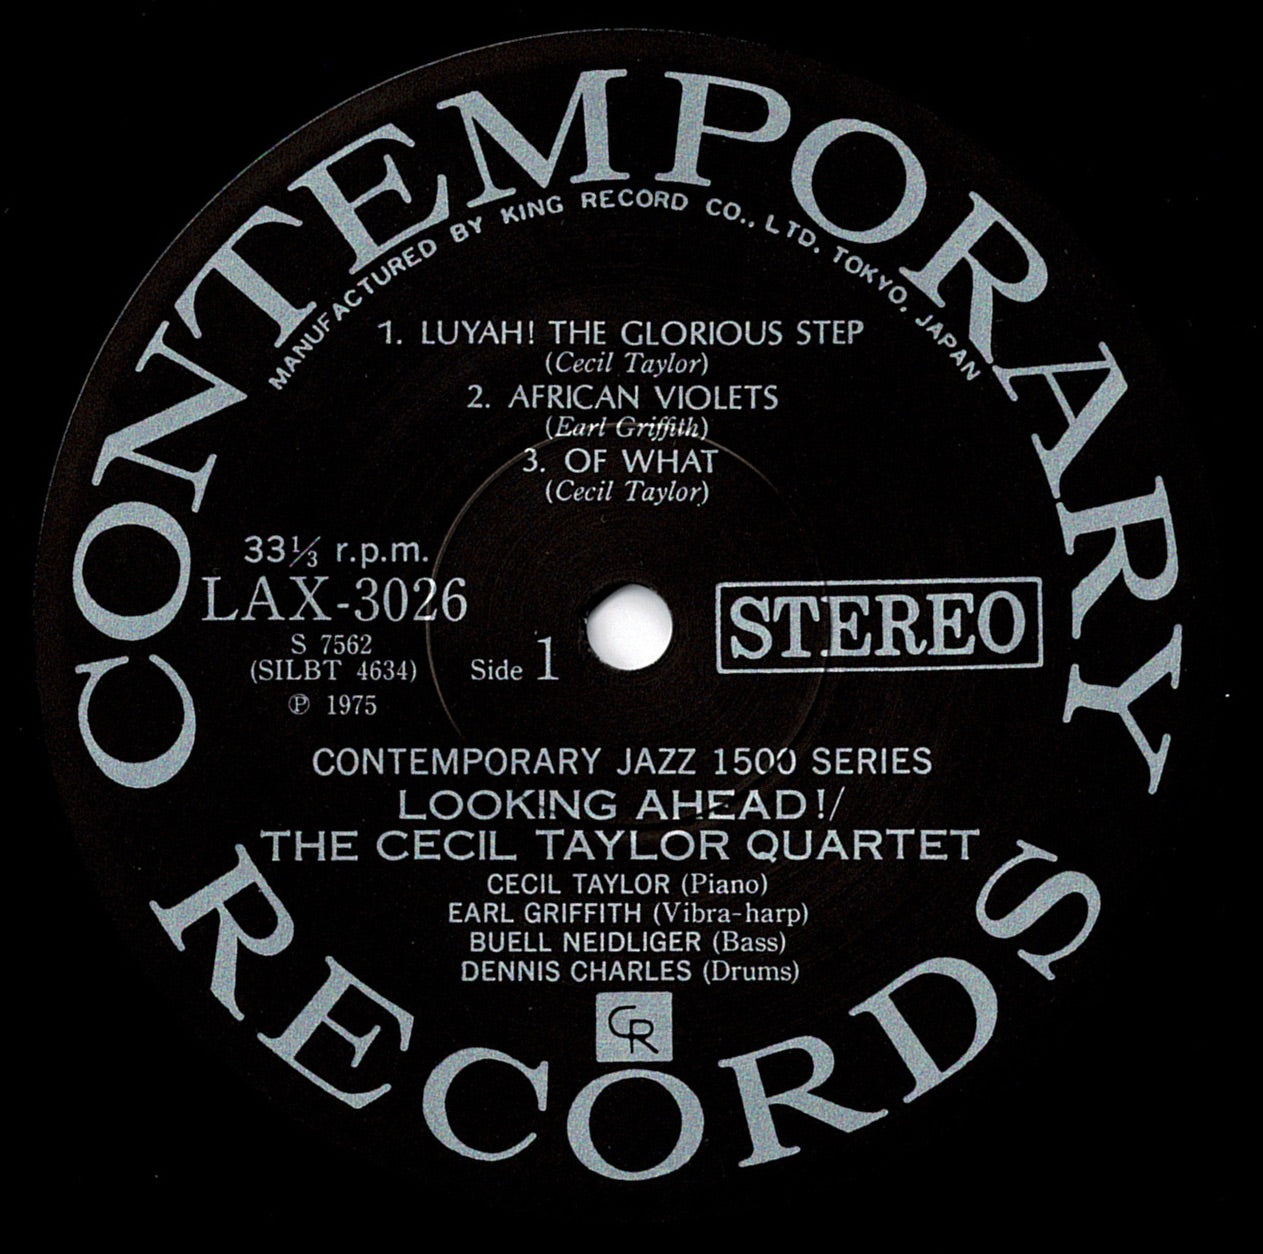 CONTEMPORARY
MANUFACTURED BY KING RECORD CO., LTD. TOKYO, JAPAN
1. LUYAH! THE GLORIOUS STEP
(Cecil Taylor)
2. AFRICAN VIOLETS
(Earl Griffith)
3. OF WHAT
(Cecil Taylor)
33⅓ r.p.m.
LAX-3026
S 7562
(SILBT 4634)
℗ 1975
Side 1
STEREO
CONTEMPORARY JAZZ 1500 SERIES
LOOKING AHEAD!/
THE CECIL TAYLOR QUARTET
CECIL TAYLOR (Piano)
EARL GRIFFITH (Vibra-harp)
BUELL NEIDLIGER (Bass)
DENNIS CHARLES (Drums)
CR
RECORDS